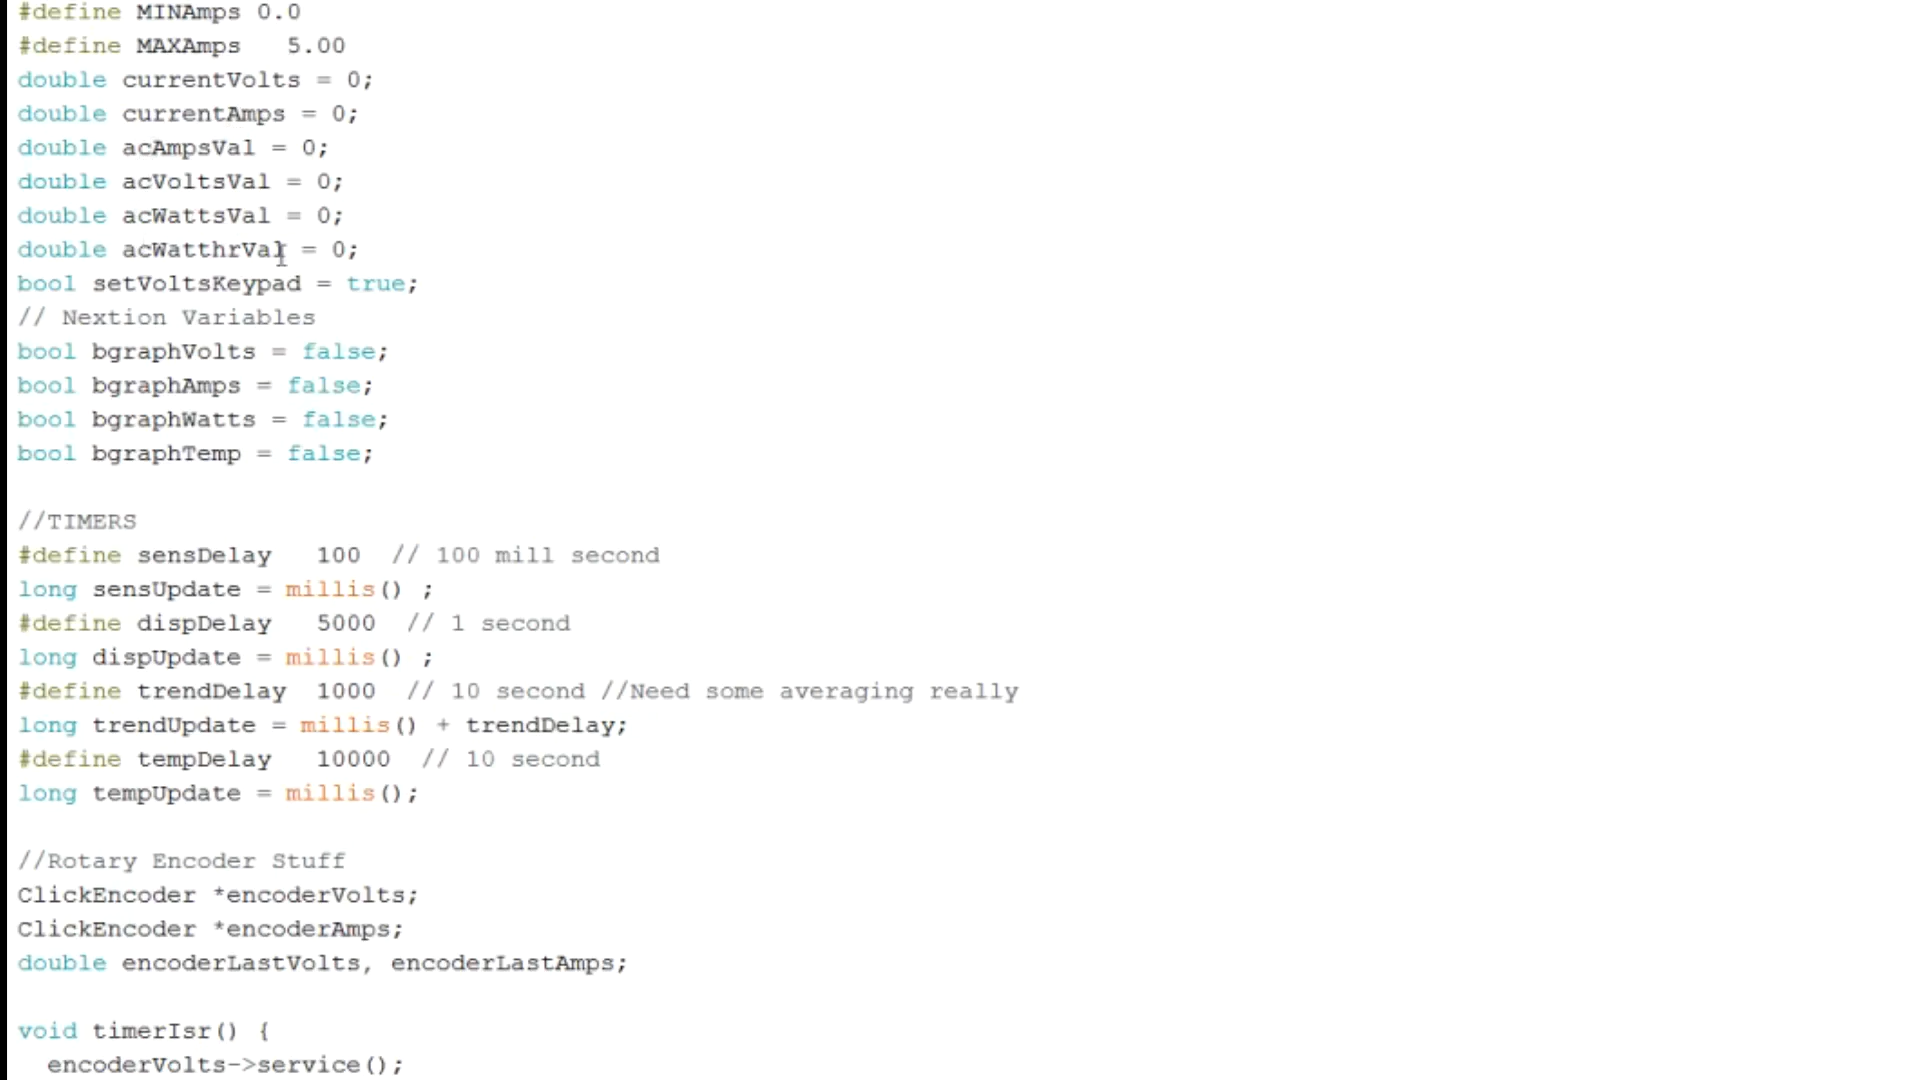 #define MINAmps 0.0
#define MAXAmps   5.00
double currentVolts = 0;
double currentAmps = 0;
double acAmpsVal = 0;
double acVoltsVal = 0;
double acWattsVal = 0;
double acWatthrVal = 0;
bool setVoltsKeypad = true;
// Nextion Variables
bool bgraphVolts = false;
bool bgraphAmps = false;
bool bgraphWatts = false;
bool bgraphTemp = false;

//TIMERS
#define sensDelay   100  // 100 mill second
long sensUpdate = millis() ;
#define dispDelay   5000  // 1 second
long dispUpdate = millis() ;
#define trendDelay  1000  // 10 second //Need some averaging really
long trendUpdate = millis() + trendDelay;
#define tempDelay   10000  // 10 second
long tempUpdate = millis();

//Rotary Encoder Stuff
ClickEncoder *encoderVolts;
ClickEncoder *encoderAmps;
double encoderLastVolts, encoderLastAmps;

void timerIsr() {
  encoderVolts->service();